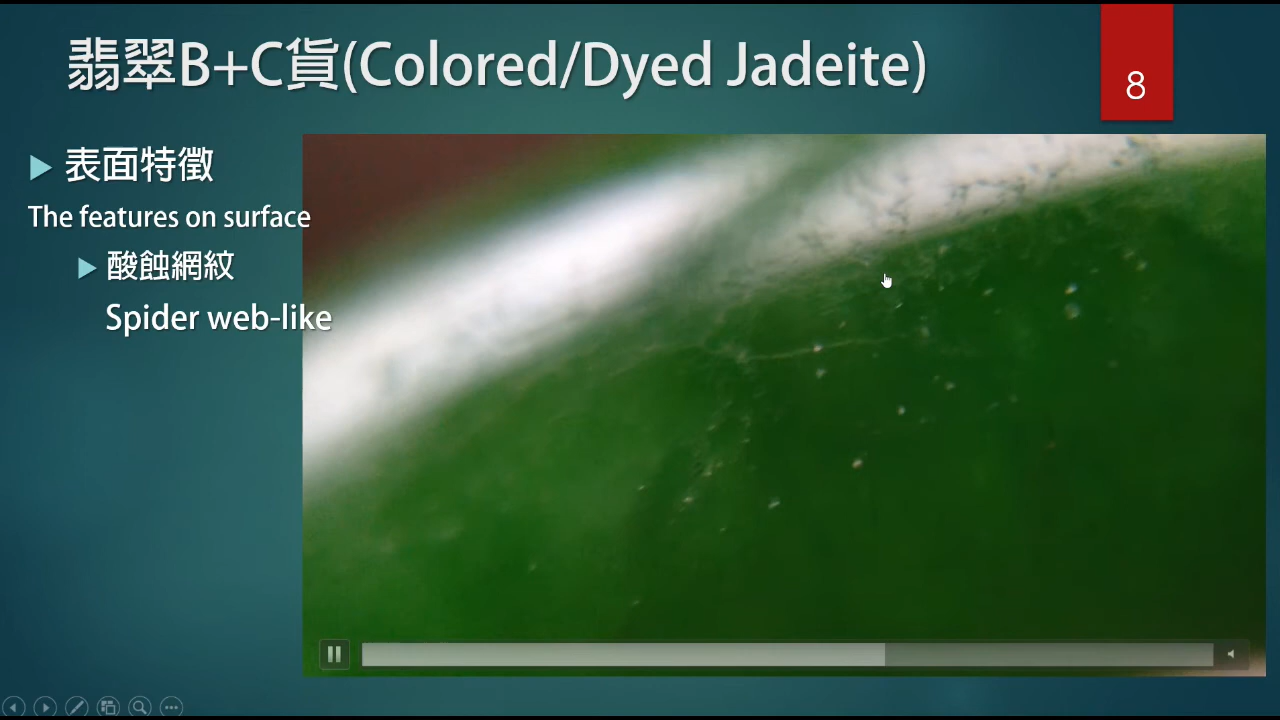 翡翠B+C貨(Colored/Dyed Jadeite)
8
表面特徵
The features on surface
酸蝕網紋
Spider web-like